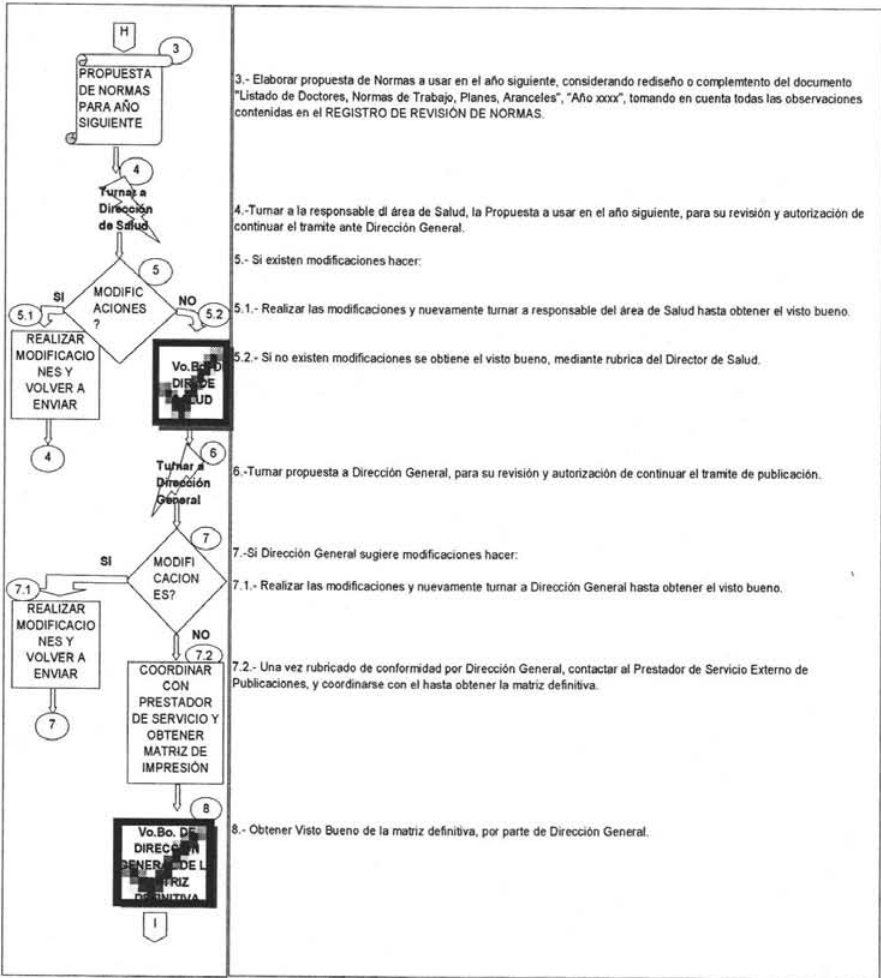 H
3
PROPUESTA
DE NORMAS
PARA AÑO
SIGUIENTE
3.- Elaborar propuesta de Normas a usar en el año siguiente, considerando rediseño o complemtento del documento
"Listado de Doctores, Normas de Trabajo, Planes, Aranceles", "Año xxxx", tomando en cuenta todas las observaciones
contenidas en el REGISTRO DE REVISIÓN DE NORMAS.
4
Turnar a
Dirección
de Salud
4.-Turnar a la responsable dl área de Salud, la Propuesta a usar en el año siguiente, para su revisión y autorización de
continuar el tramite ante Dirección General.
5
MODIFIC
ACIONES
?
SI
NO
5.- Si existen modificaciones hacer:
5.1
REALIZAR
MODIFICACIO
NES Y
VOLVER A
ENVIAR
4
5.1.- Realizar las modificaciones y nuevamente turnar a responsable del área de Salud hasta obtener el visto bueno.
5.2
Vo.Bo.
DIR DE
5.2.- Si no existen modificaciones se obtiene el visto bueno, mediante rubrica del Director de Salud.
6
Turnar a
Dirección
General
6.-Turnar propuesta a Dirección General, para su revisión y autorización de continuar el tramite de publicación.
7
MODIFI
CACION
ES?
SI
NO
7.-Si Dirección General sugiere modificaciones hacer:
7.1
REALIZAR
MODIFICACIO
NES Y
VOLVER A
ENVIAR
7
7.1.- Realizar las modificaciones y nuevamente turnar a Dirección General hasta obtener el visto bueno.
7.2
COORDINAR
CON
PRESTADOR
DE SERVICIO Y
OBTENER
MATRIZ DE
IMPRESIÓN
7.2.- Una vez rubricado de conformidad por Dirección General, contactar al Prestador de Servicio Externo de
Publicaciones, y coordinarse con el hasta obtener la matriz definitiva.
8
Vo.Bo. DE
DIRECCIÓN
GENERAL DE L
DEFINITIVA
8.- Obtener Visto Bueno de la matriz definitiva, por parte de Dirección General.
I